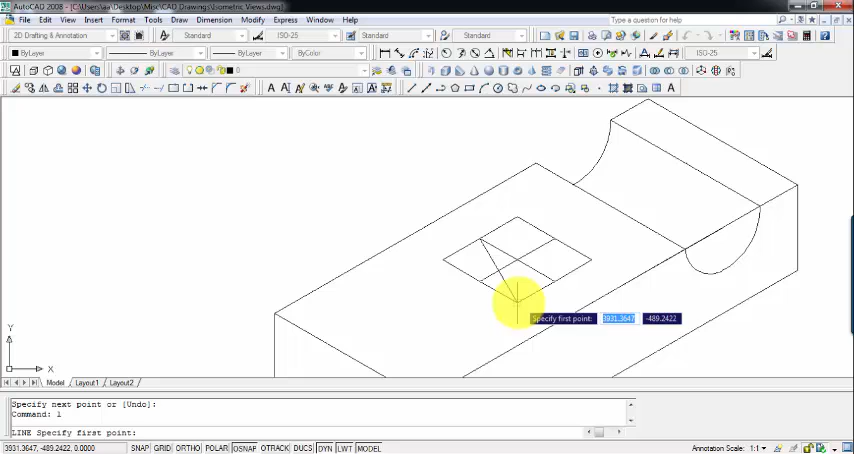 AutoCAD 2008 - [C:\Users\aa\Desktop\Misc\CAD Drawings\Isometric Views.dwg]
File Edit View Insert Format Tools Draw Dimension Modify Express Window Help
Type a question for help
2D Drafting & Annotation Standard ISO-25 Standard Standard
ByLayer ByLayer ByLayer ByColor ISO-25
0
Specify first point: 3931.3647 -489.2422
Y
X
Model Layout1 Layout2
Specify next point or [Undo]:
Command: l
LINE Specify first point:
3931.3647, -489.2422, 0.0000 SNAP GRID ORTHO POLAR OSNAP OTRACK DUCS DYN LWT MODEL Annotation Scale: 1:1